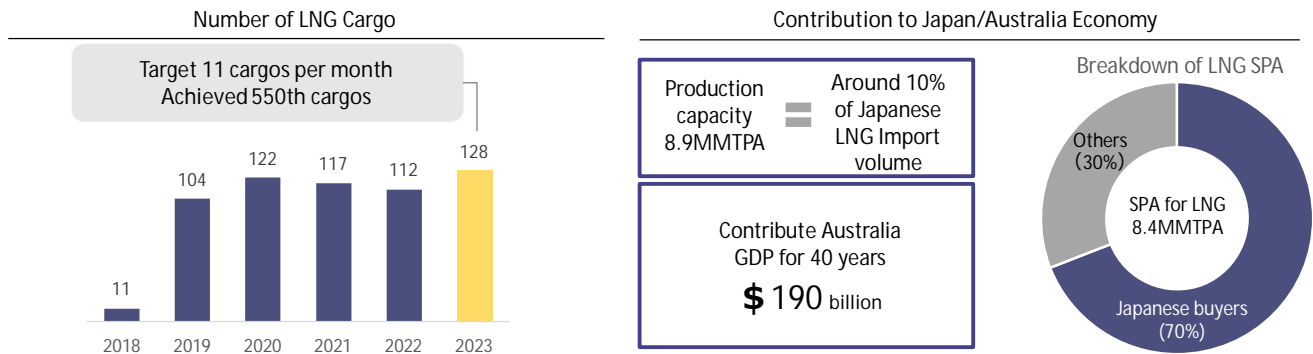 Number of LNG Cargo
Target 11 cargos per month
Achieved 550th cargos
11
104
122
117
112
128
2018
2019
2020
2021
2022
2023
Contribution to Japan/Australia Economy
Production
capacity
8.9MMTPA
=
Around 10%
of Japanese
LNG Import
volume
Contribute Australia
GDP for 40 years
$ 190 billion
Breakdown of LNG SPA
Others
(30%)
SPA for LNG
8.4MMTPA
Japanese buyers
(70%)